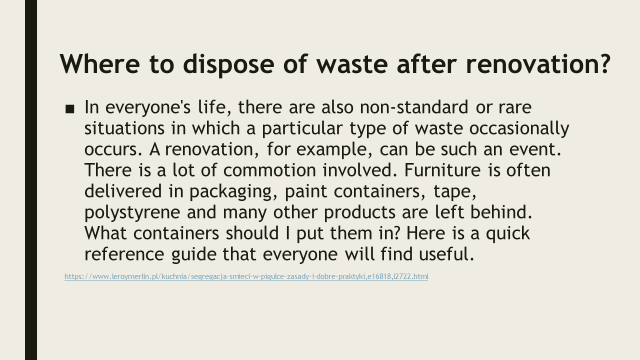 Where to dispose of waste after renovation?
In everyone's life, there are also non-standard or rare
situations in which a particular type of waste occasionally
occurs. A renovation, for example, can be such an event.
There is a lot of commotion involved. Furniture is often
delivered in packaging, paint containers, tape,
polystyrene and many other products are left behind.
What containers should I put them in? Here is a quick
reference guide that everyone will find useful.
https://www.leroymerlin.pl/kuchnia/segregacja-smieci-w-pigulce-zasady-i-dobre-praktyki,e16818,l2722.html